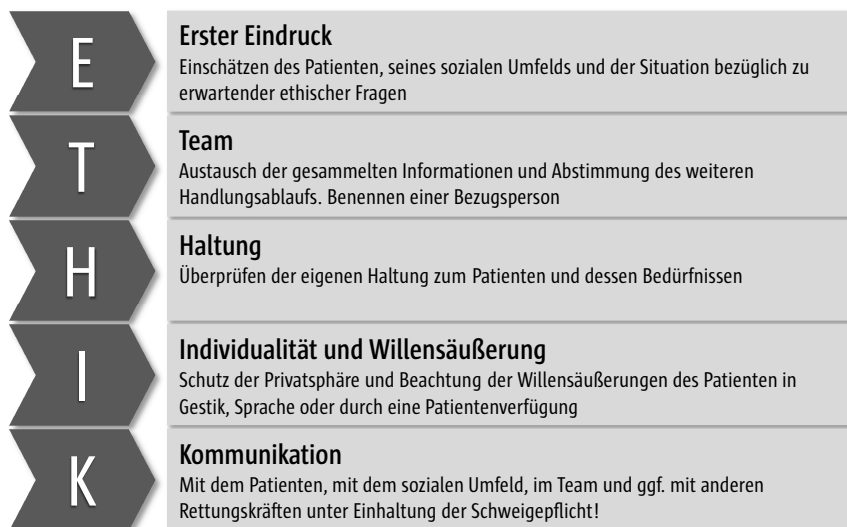 E
Erster Eindruck
Einschätzen des Patienten, seines sozialen Umfelds und der Situation bezüglich zu
erwartender ethischer Fragen
T
Team
Austausch der gesammelten Informationen und Abstimmung des weiteren
Handlungsablaufs. Benennen einer Bezugsperson
H
Haltung
Überprüfen der eigenen Haltung zum Patienten und dessen Bedürfnissen
I
Individualität und Willensäußerung
Schutz der Privatsphäre und Beachtung der Willensäußerungen des Patienten in
Gestik, Sprache oder durch eine Patientenverfügung
K
Kommunikation
Mit dem Patienten, mit dem sozialen Umfeld, im Team und ggf. mit anderen
Rettungskräften unter Einhaltung der Schweigepflicht!